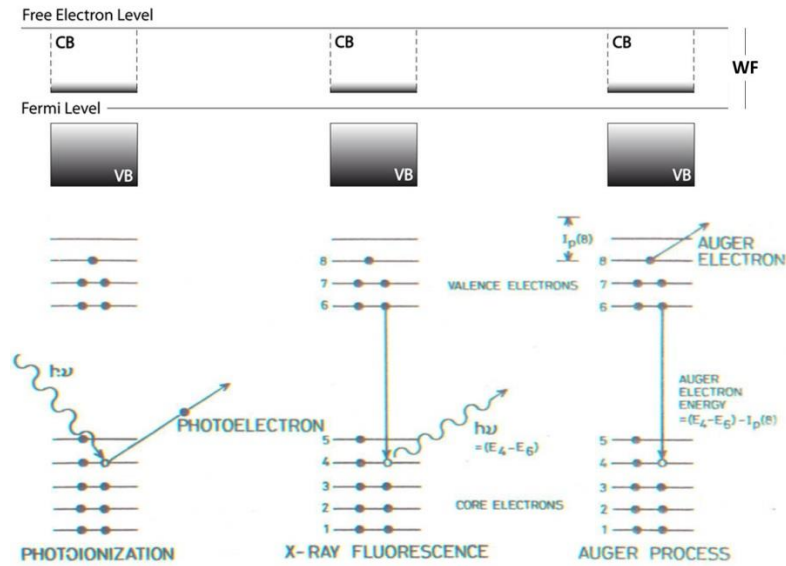 Free Electron Level
CB
CB
CB
WF
Fermi Level
VB
VB
VB
Iₚ(8)
AUGER
ELECTRON
8
7
6
VALENCE ELECTRONS
8
7
6
hν
PHOTOELECTRON
hν
=(E₄-E₆)
AUGER
ELECTRON
ENERGY
=(E₄-E₆)-Iₚ(8)
5
4
3
2
1
CORE ELECTRONS
5
4
3
2
1
PHOTOIONIZATION
X-RAY FLUORESCENCE
AUGER PROCESS